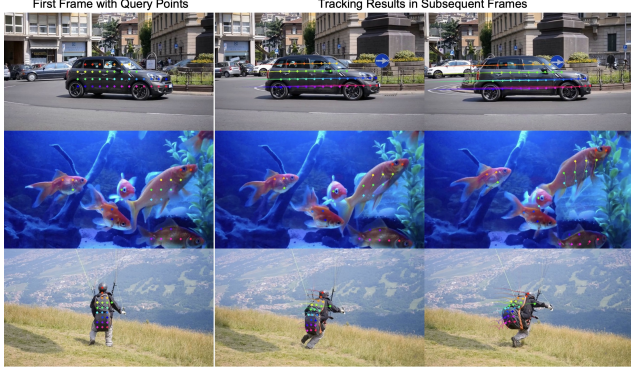 First Frame with Query Points
Tracking Results in Subsequent Frames